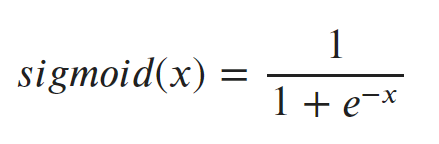 sigmoid(x) = 1 / (1 + e^{-x})